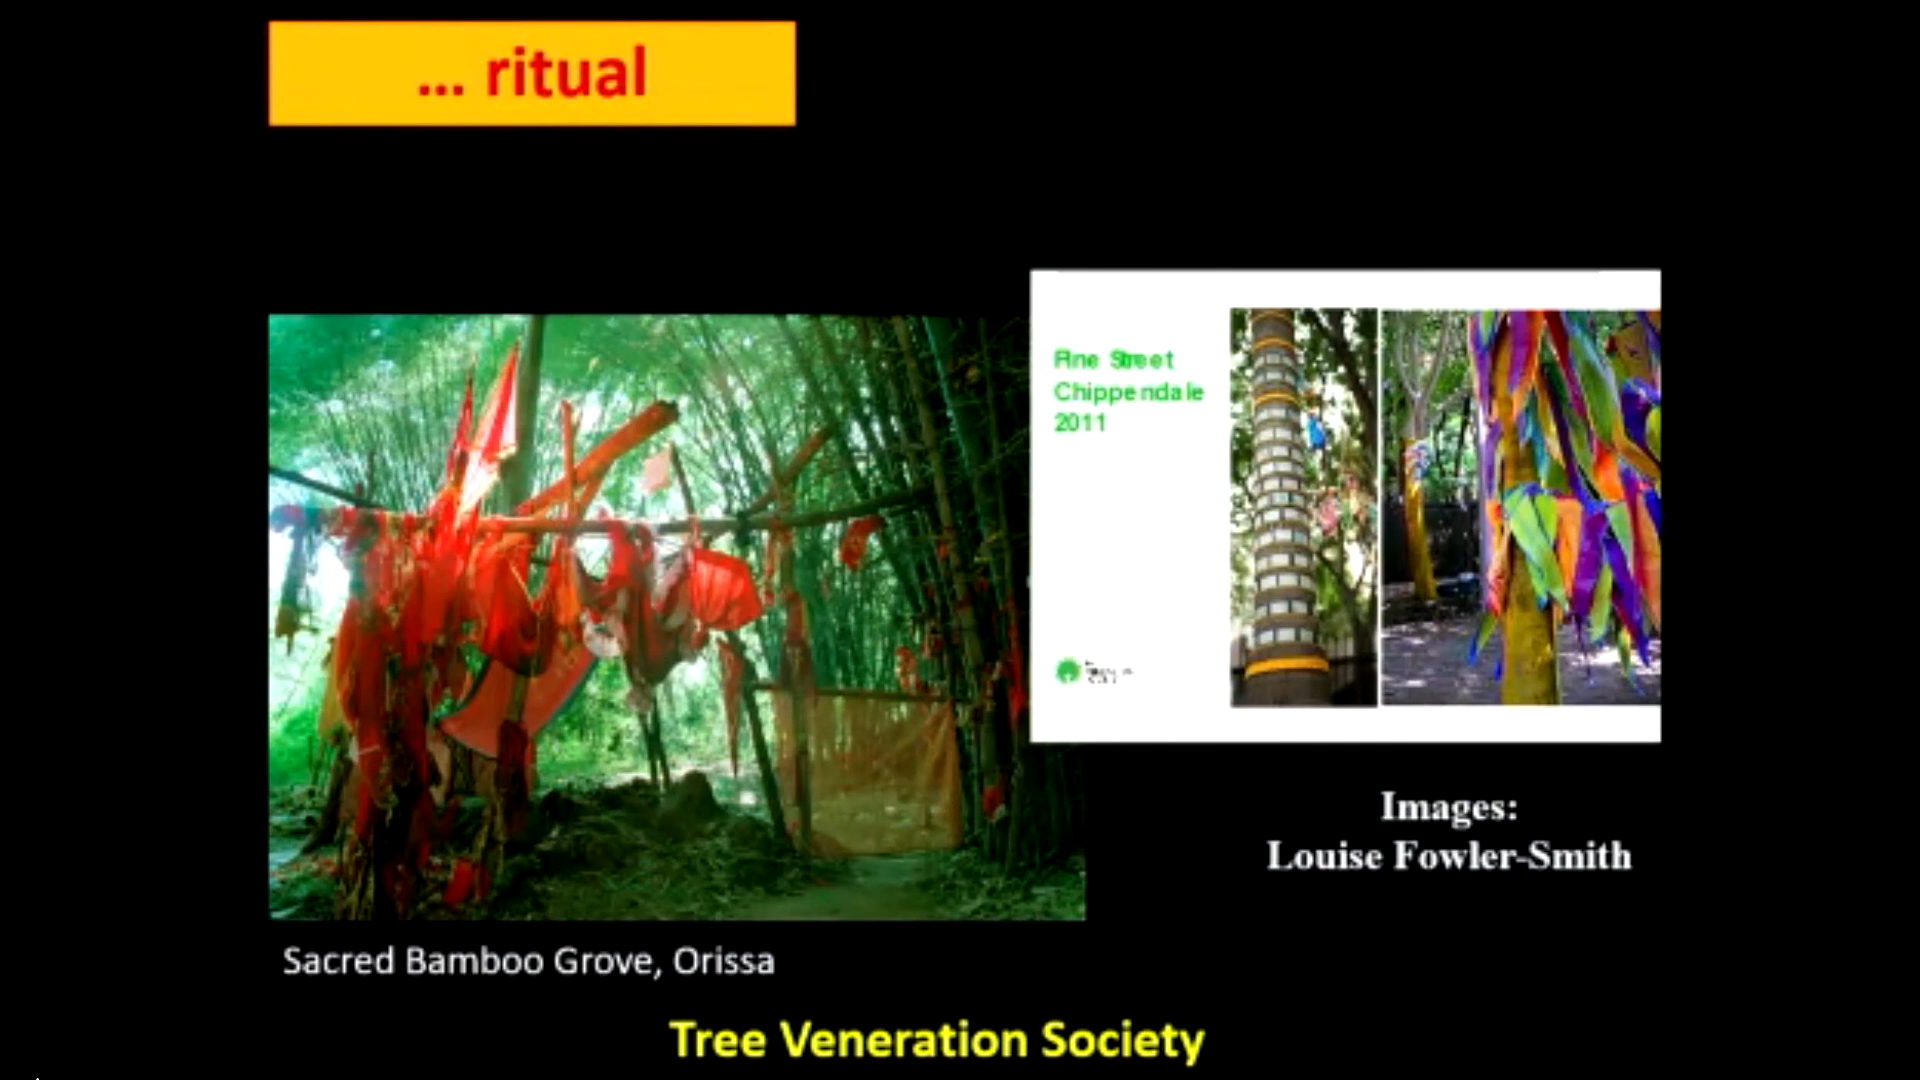 ... ritual
Pine Street
Chippendale
2011
Images:
Louise Fowler-Smith
Sacred Bamboo Grove, Orissa
Tree Veneration Society